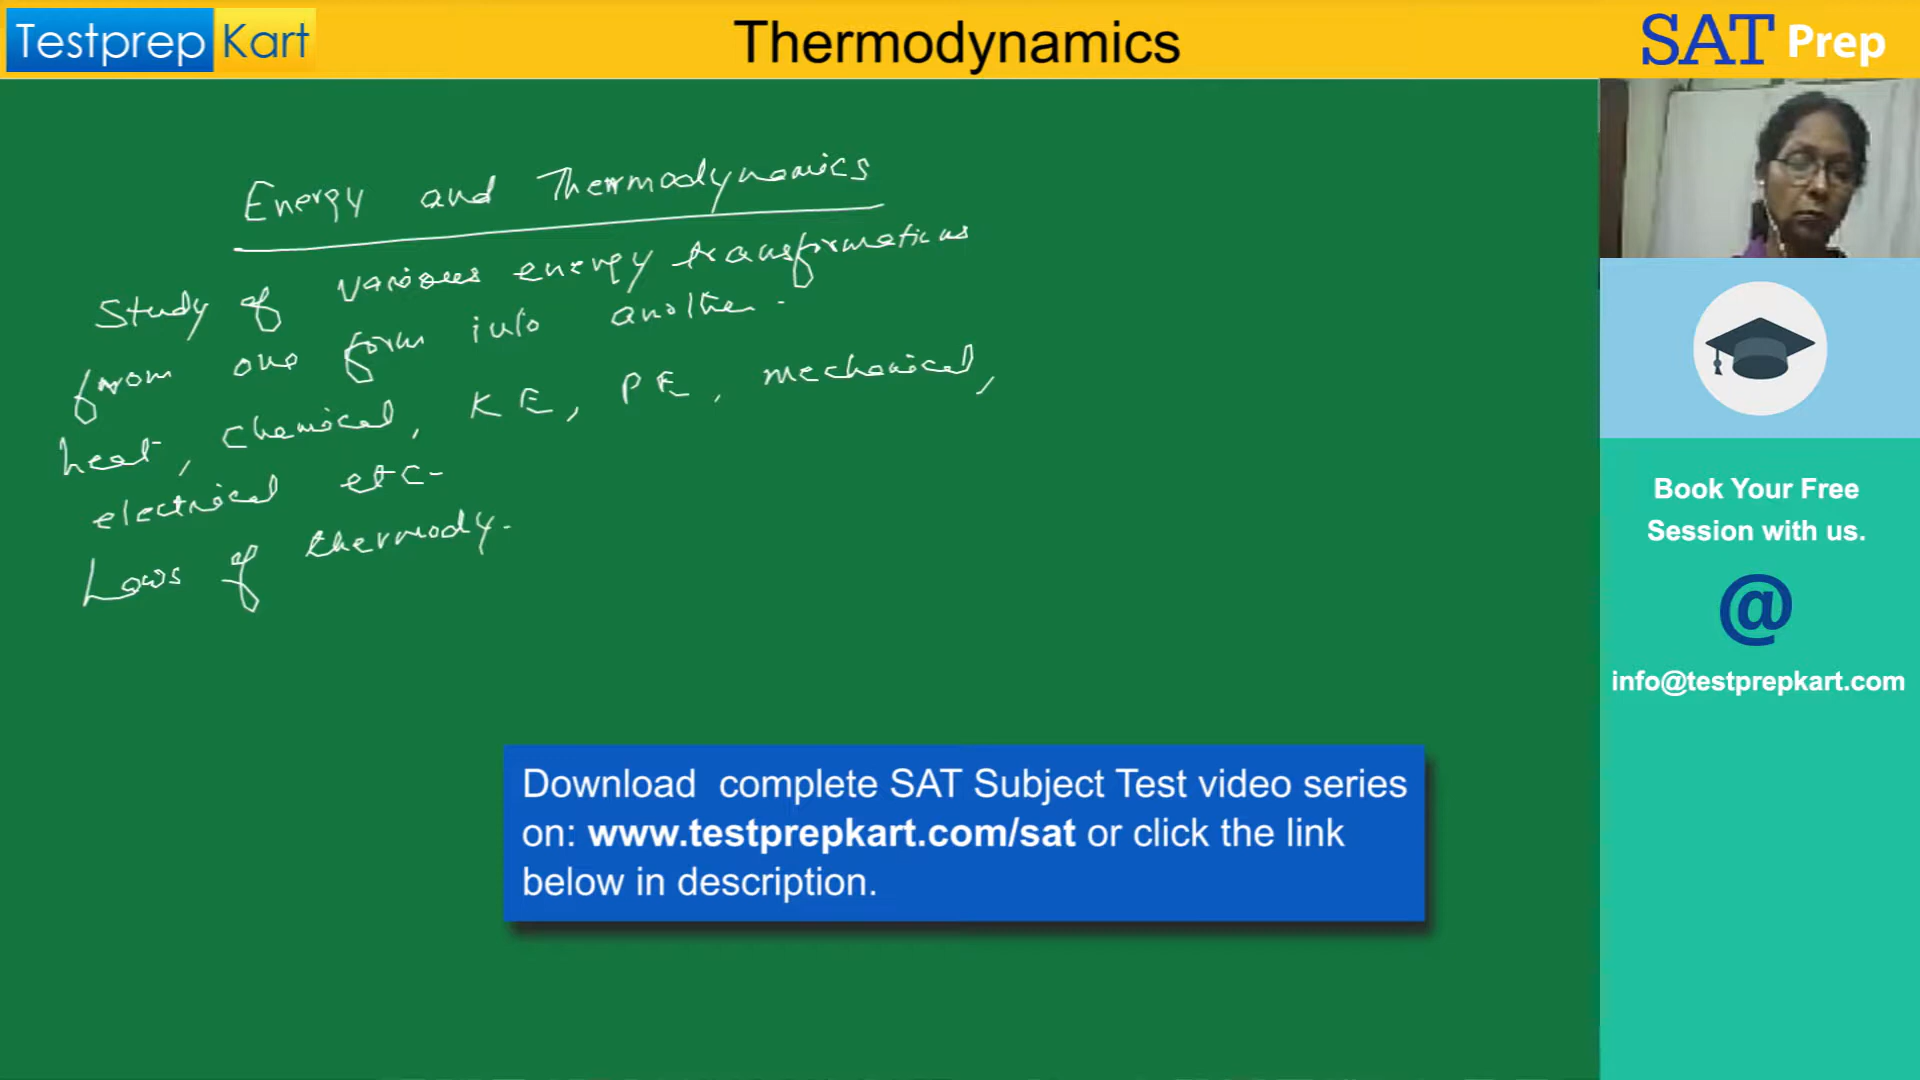 Testprep Kart
Thermodynamics
SAT Prep
Energy and Thermodynamics
Study of various energy transformations
from one form into another.
heat, chemical, KE, PE, mechanical,
electrical etc-
Laws of thermody.
Book Your Free
Session with us.
@
info@testprepkart.com
Download complete SAT Subject Test video series
on: www.testprepkart.com/sat or click the link
below in description.